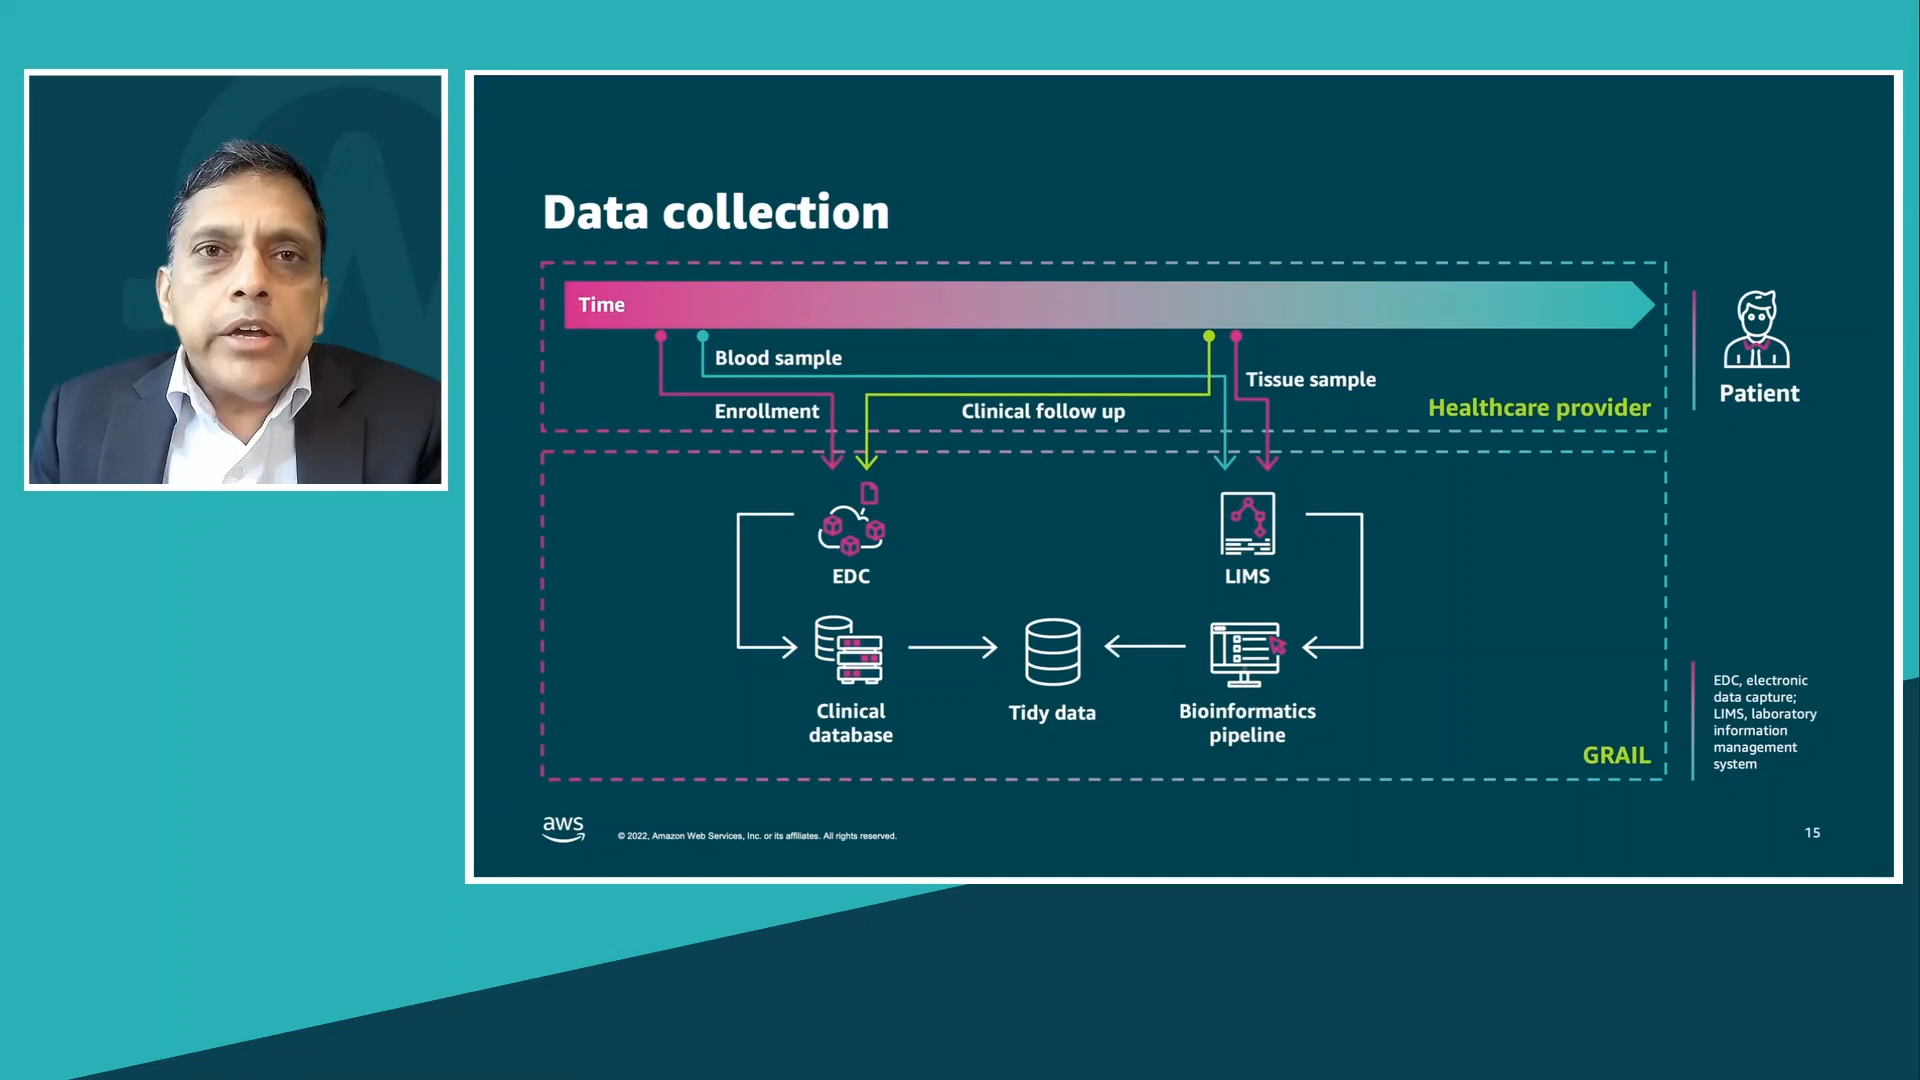 Data collection
Time
Blood sample
Tissue sample
Enrollment
Clinical follow up
Healthcare provider
Patient
EDC
LIMS
Clinical
database
Tidy data
Bioinformatics
pipeline
GRAIL
EDC, electronic
data capture;
LIMS, laboratory
information
management
system
aws
© 2022, Amazon Web Services, Inc. or its affiliates. All rights reserved.
15